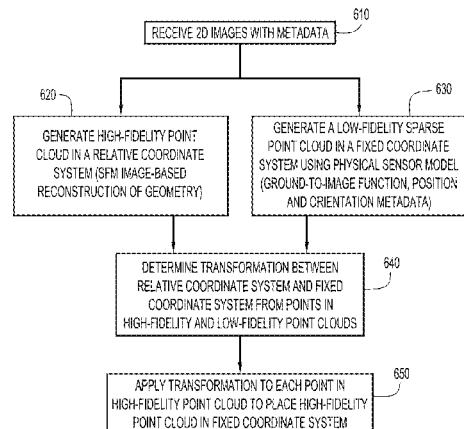 610
RECEIVE 2D IMAGES WITH METADATA
620
GENERATE HIGH-FIDELITY POINT
CLOUD IN A RELATIVE COORDINATE
SYSTEM (SFM IMAGE-BASED
RECONSTRUCTION OF GEOMETRY)
630
GENERATE A LOW-FIDELITY SPARSE
POINT CLOUD IN A FIXED COORDINATE
SYSTEM USING PHYSICAL SENSOR MODEL
(GROUND-TO-IMAGE FUNCTION, POSITION
AND ORIENTATION METADATA)
640
DETERMINE TRANSFORMATION BETWEEN
RELATIVE COORDINATE SYSTEM AND FIXED
COORDINATE SYSTEM FROM POINTS IN
HIGH-FIDELITY AND LOW-FIDELITY POINT CLOUDS
650
APPLY TRANSFORMATION TO EACH POINT IN
HIGH-FIDELITY POINT CLOUD TO PLACE HIGH-FIDELITY
POINT CLOUD IN FIXED COORDINATE SYSTEM